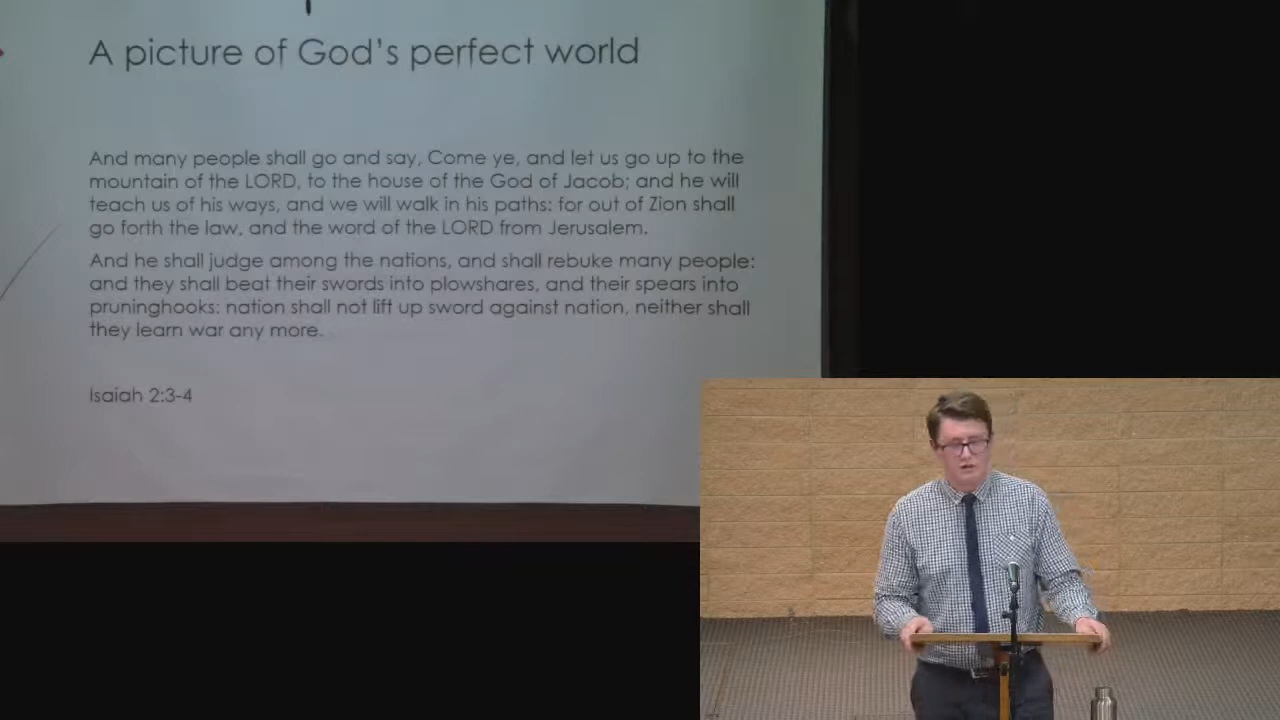 A picture of God's perfect world
And many people shall go and say, Come ye, and let us go up to the
mountain of the LORD, to the house of the God of Jacob; and he will
teach us of his ways, and we will walk in his paths: for out of Zion shall
go forth the law, and the word of the LORD from Jerusalem.
And he shall judge among the nations, and shall rebuke many people:
and they shall beat their swords into plowshares, and their spears into
pruninghooks: nation shall not lift up sword against nation, neither shall
they learn war any more.
Isaiah 2:3-4